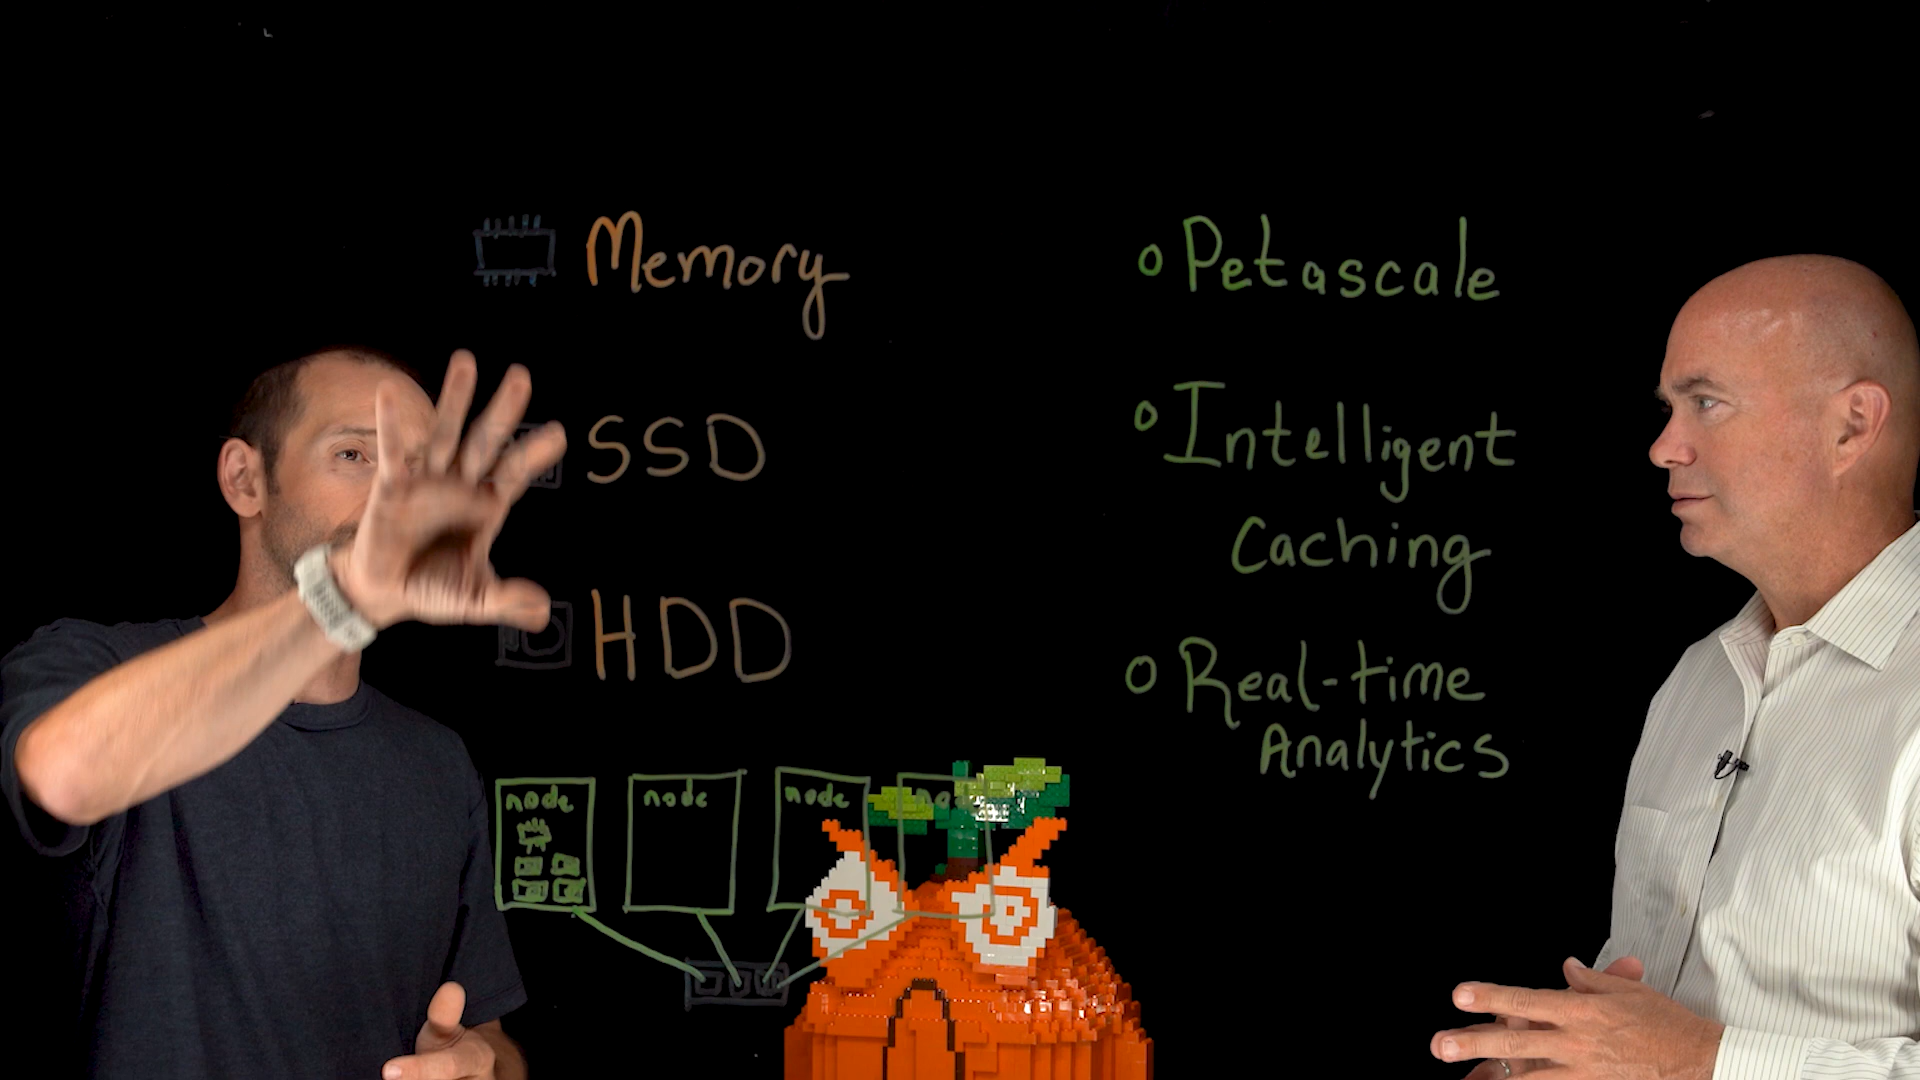 Memory
SSD
HDD
node
node
node
Petascale
Intelligent
Caching
Real-time
Analytics